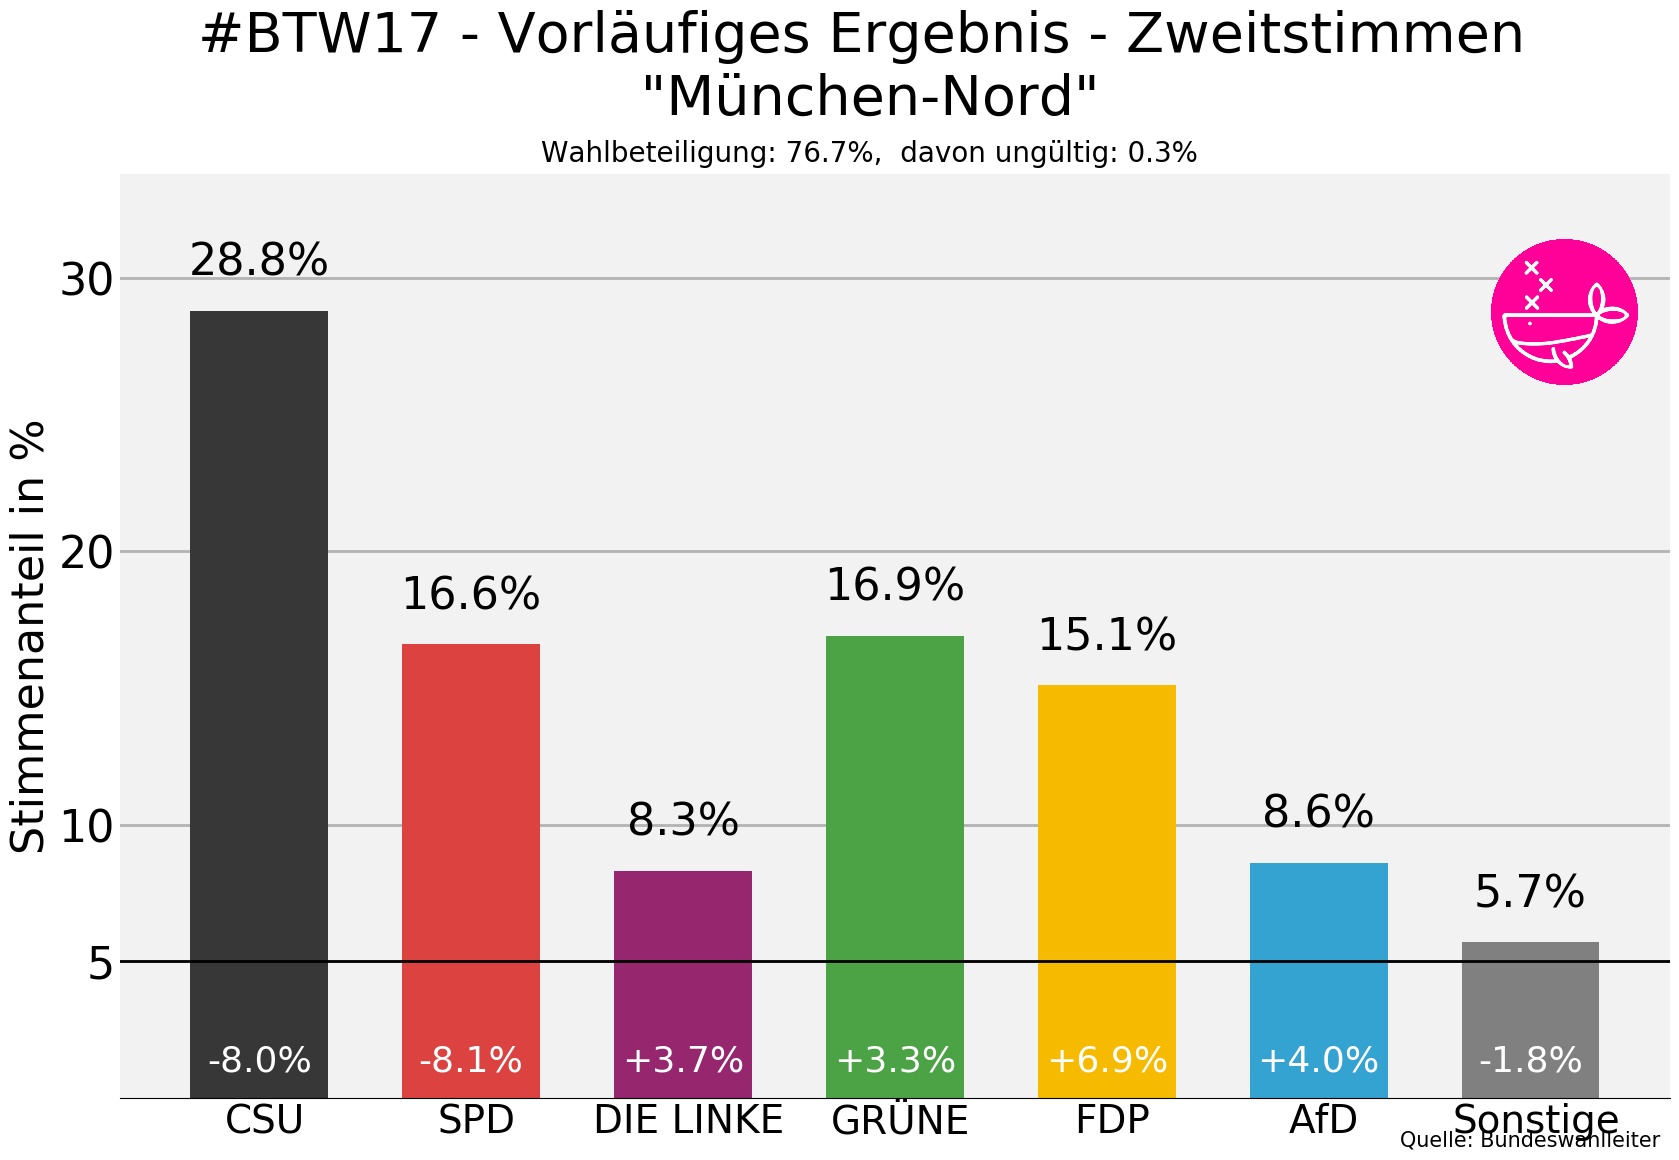 #BTW17 - Vorläufiges Ergebnis - Zweitstimmen
"München-Nord"
Wahlbeteiligung: 76.7%, davon ungültig: 0.3%
Stimmenanteil in %
30
20
10
5
28.8%
16.6%
8.3%
16.9%
15.1%
8.6%
5.7%
-8.0%
-8.1%
+3.7%
+3.3%
+6.9%
+4.0%
-1.8%
CSU
SPD
DIE LINKE
GRÜNE
FDP
AfD
Sonstige
Quelle: Bundeswahlleiter